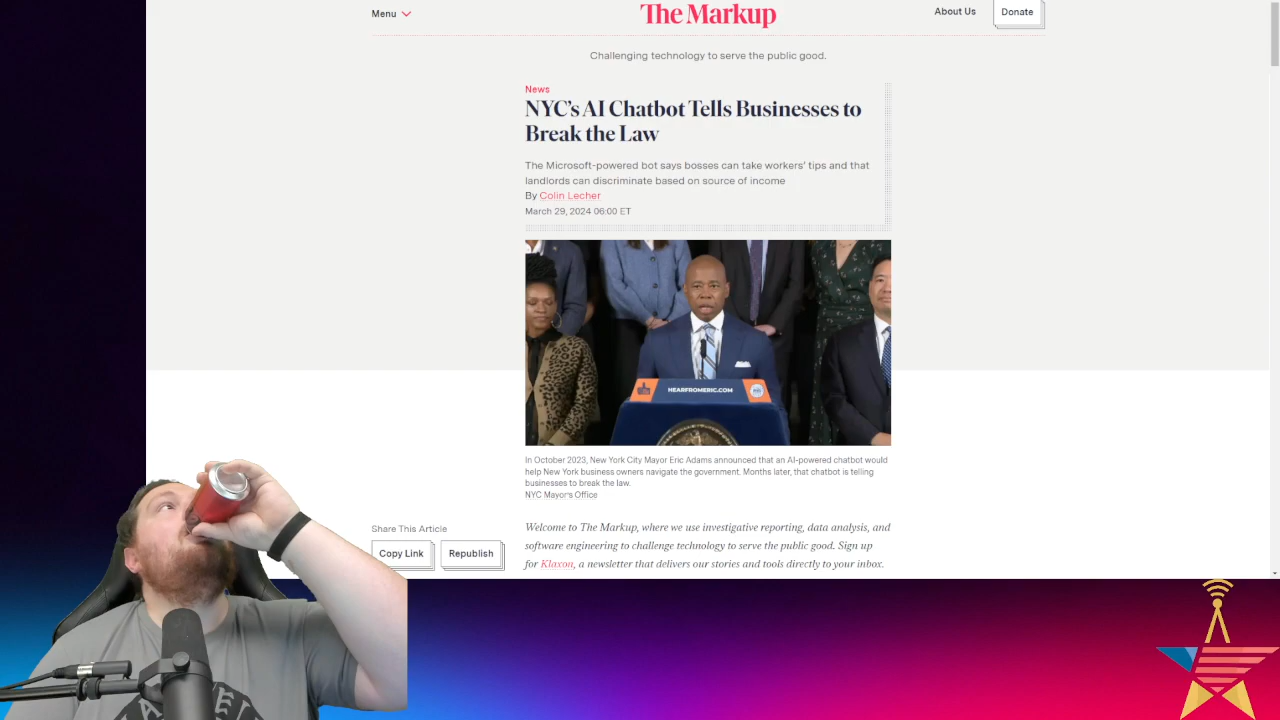 Menu
The Markup
About Us
Donate
Challenging technology to serve the public good.
News
NYC's AI Chatbot Tells Businesses to
Break the Law
The Microsoft-powered bot says bosses can take workers' tips and that
landlords can discriminate based on source of income
By Colin Lecher
March 29, 2024 06:00 ET
HEARFROMERIC.COM
In October 2023, New York City Mayor Eric Adams announced that an AI-powered chatbot would
help New York business owners navigate the government. Months later, that chatbot is telling
businesses to break the law.
NYC Mayor's Office
Share This Article
Copy Link
Republish
Welcome to The Markup, where we use investigative reporting, data analysis, and
software engineering to challenge technology to serve the public good. Sign up
for Klaxon, a newsletter that delivers our stories and tools directly to your inbox.